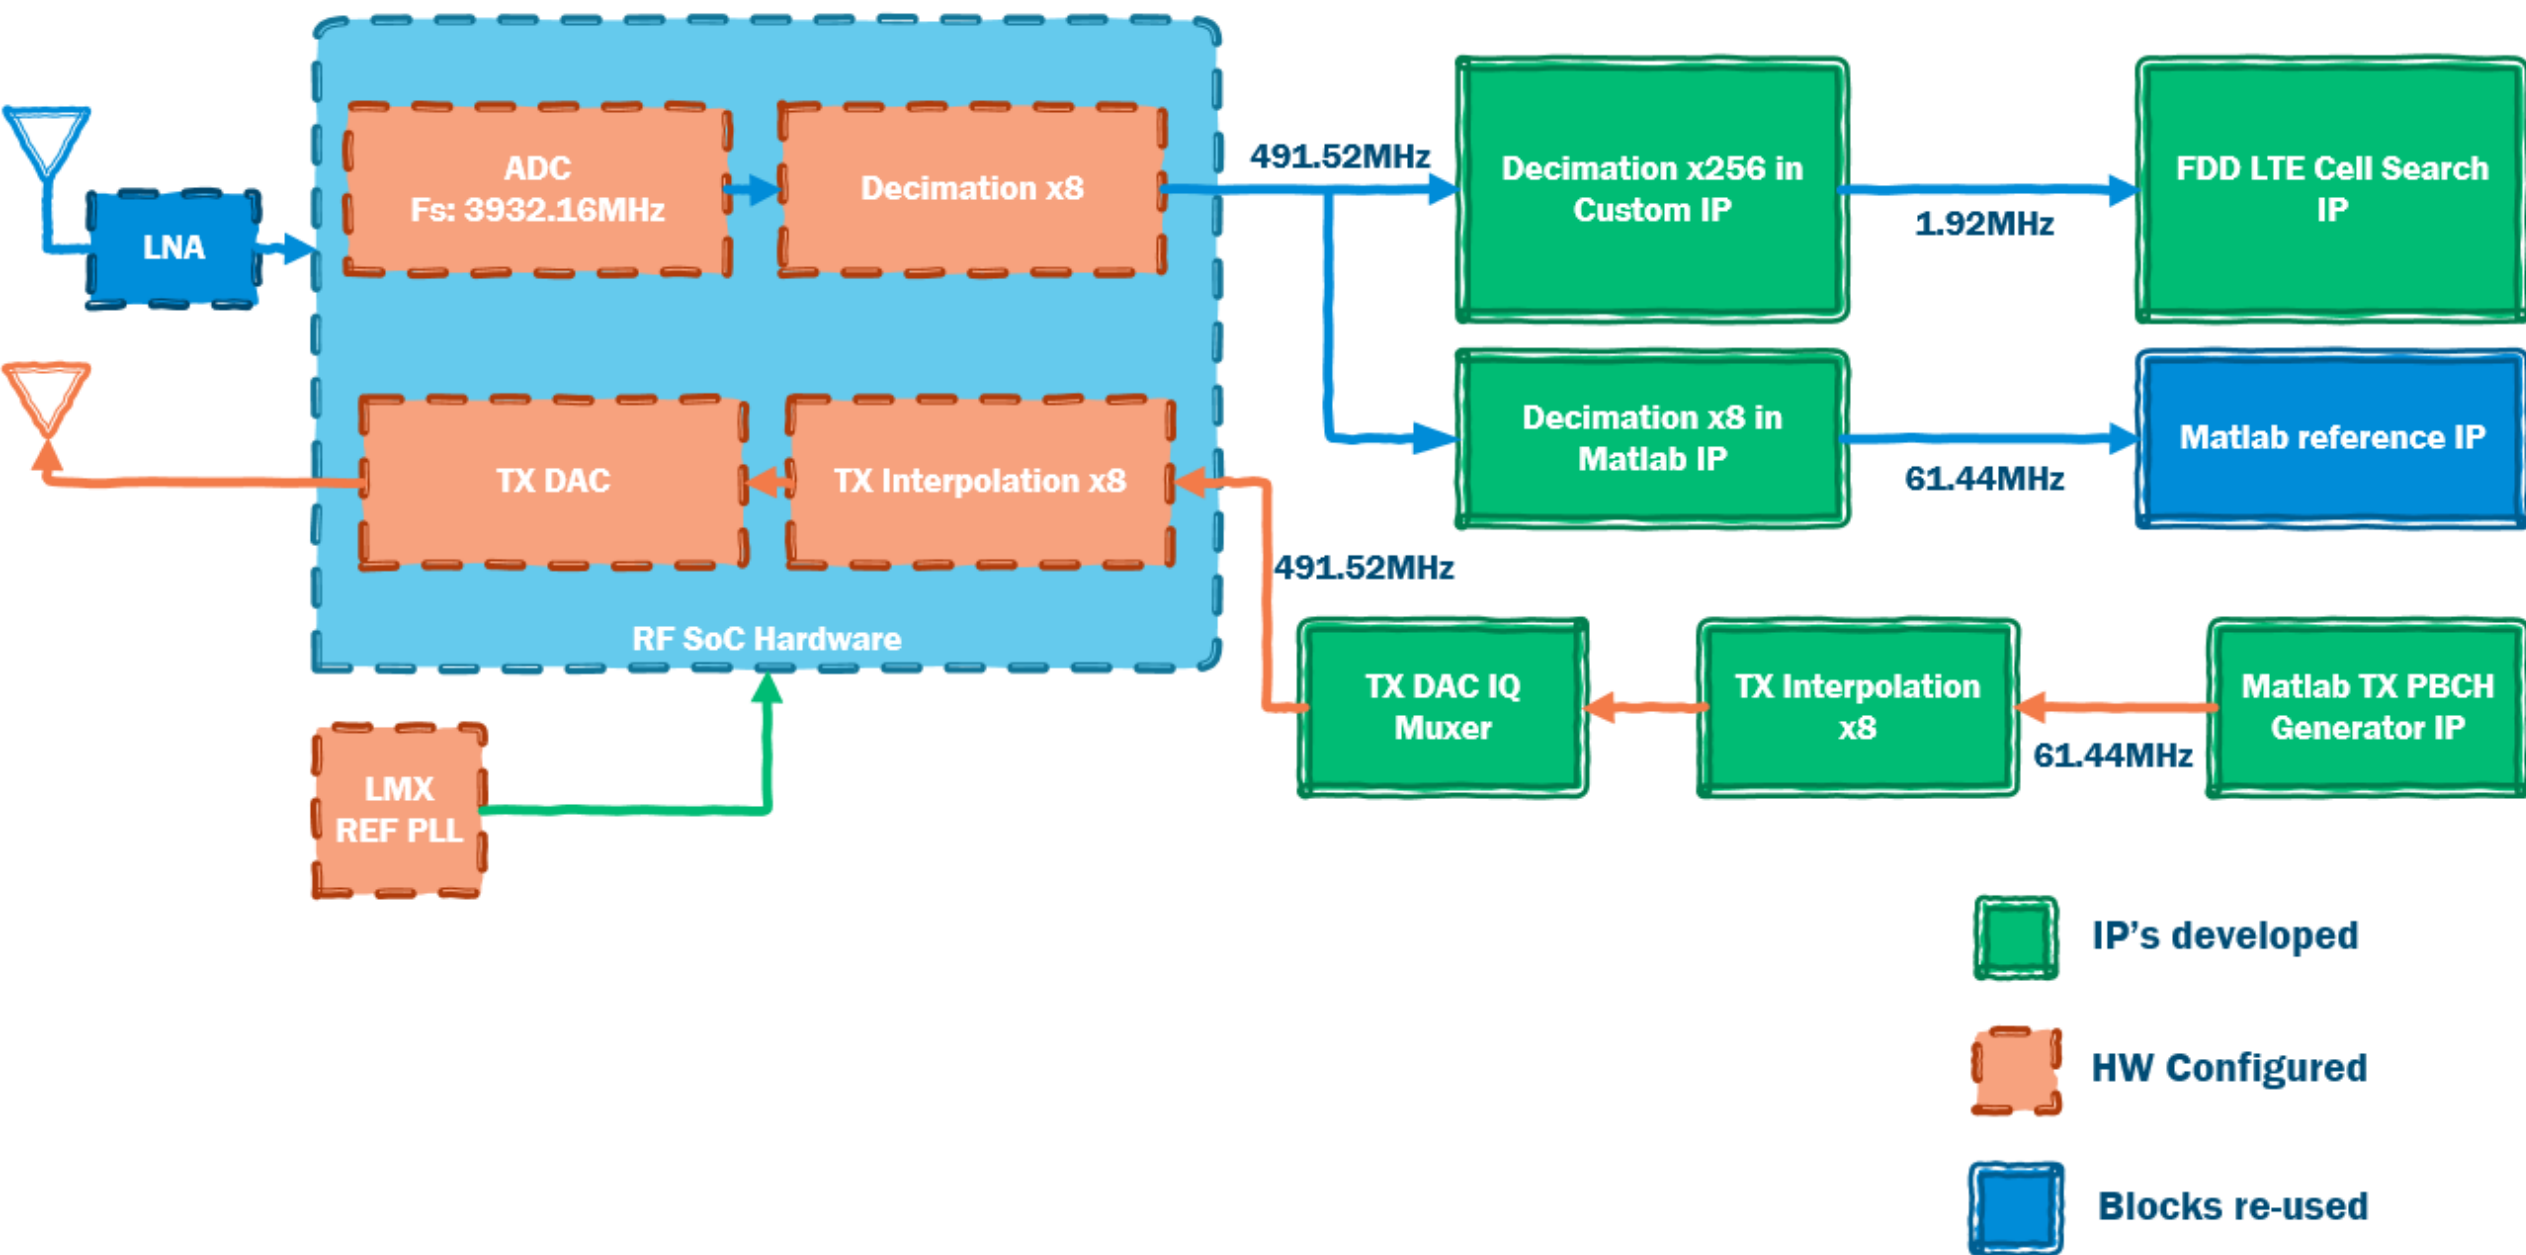 ADC
Fs: 3932.16MHz
Decimation x8
491.52MHz
Decimation x256 in
Custom IP
1.92MHz
FDD LTE Cell Search
IP
LNA
Decimation x8 in
Matlab IP
61.44MHz
Matlab reference IP
TX DAC
TX Interpolation x8
491.52MHz
RF SoC Hardware
TX DAC IQ
Muxer
TX Interpolation
x8
61.44MHz
Matlab TX PBCH
Generator IP
LMX
REF PLL
IP’s developed
HW Configured
Blocks re-used